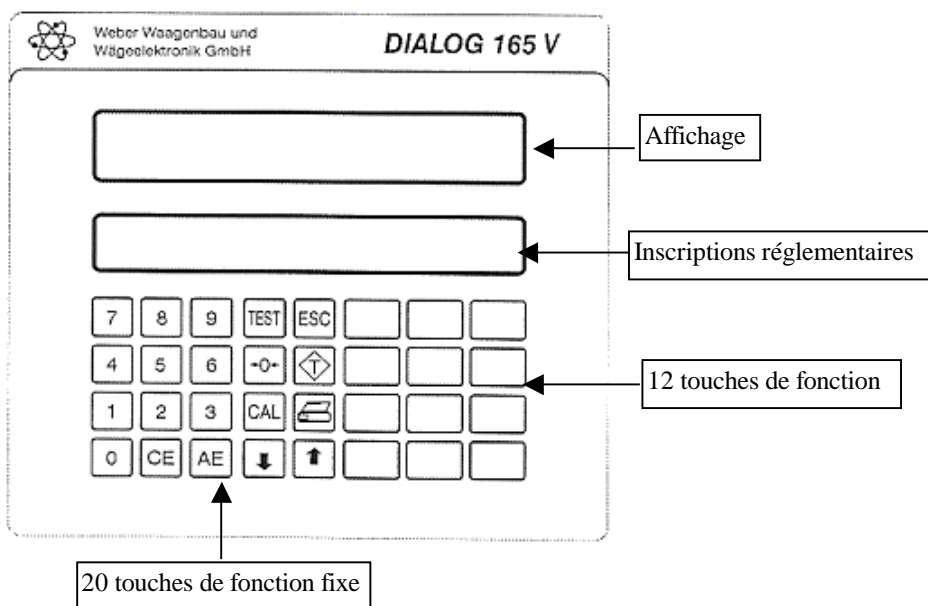 Weber Waagenbau und
Wägeelektronik GmbH
DIALOG 165 V
Affichage
Inscriptions réglementaires
7 8 9 TEST ESC
4 5 6 →0← T
12 touches de fonction
1 2 3 CAL
0 CE AE ⬇ ⬆
20 touches de fonction fixe